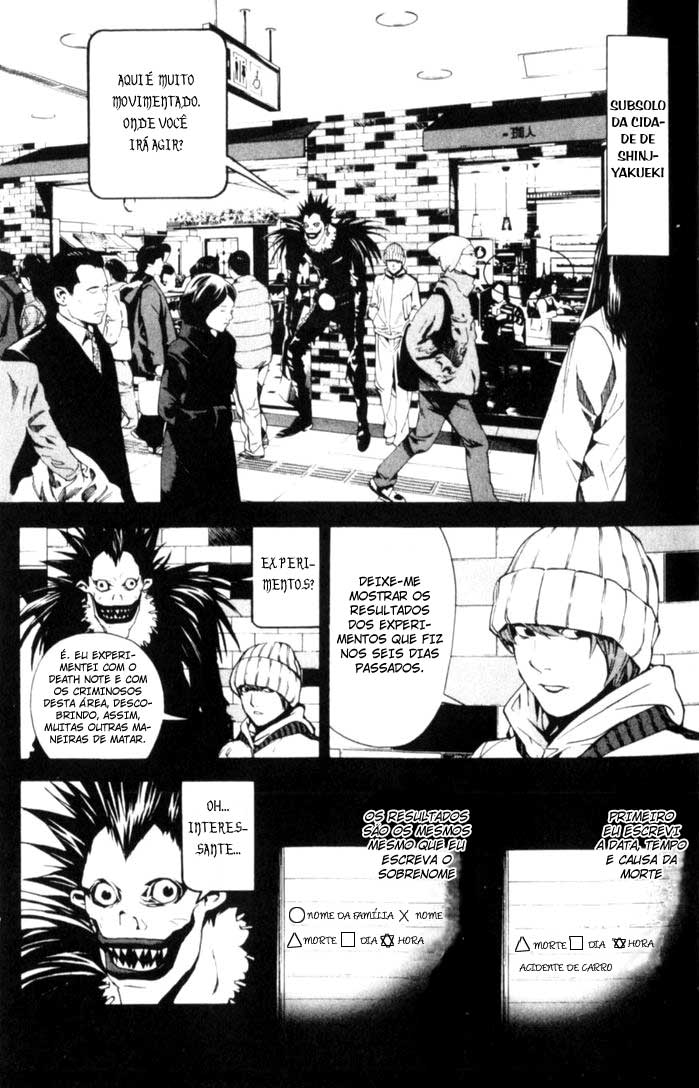 SUBSOLO
DA CIDA-
DE DE
SHINJ-
YAKUEKI
AQUI É MUITO
MOVIMENTADO.
ONDE VOCÊ
IRÁ AGIR?
DEIXE-ME
MOSTRAR OS
RESULTADOS
DOS EXPERI-
MENTOS QUE FIZ
NOS SEIS DIAS
PASSADOS.
EXPERI-
MENTOS?
É. EU EXPERI-
MENTEI COM O
DEATH NOTE E COM
OS CRIMINOSOS
DESTA ÁREA, DESCO-
BRINDO, ASSIM,
MUITAS OUTRAS MA-
NEIRAS DE MATAR.
PRIMEIRO
EU ESCREVI
A DATA, TEMPO
E CAUSA DA
MORTE
△ MORTE □ DIA ✡ HORA
ACIDENTE DE CARRO
OS RESULTADOS
SÃO OS MESMOS
MESMO QUE EU
ESCREVA O
SOBRENOME
○ NOME DA FAMÍLIA X NOME
△ MORTE □ DIA ✡ HORA
OH...
INTERES-
SANTE...